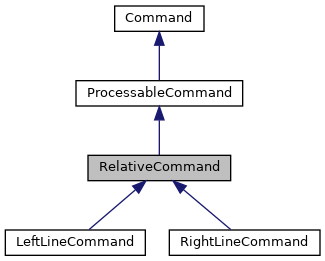 Command
ProcessableCommand
RelativeCommand
LeftLineCommand
RightLineCommand